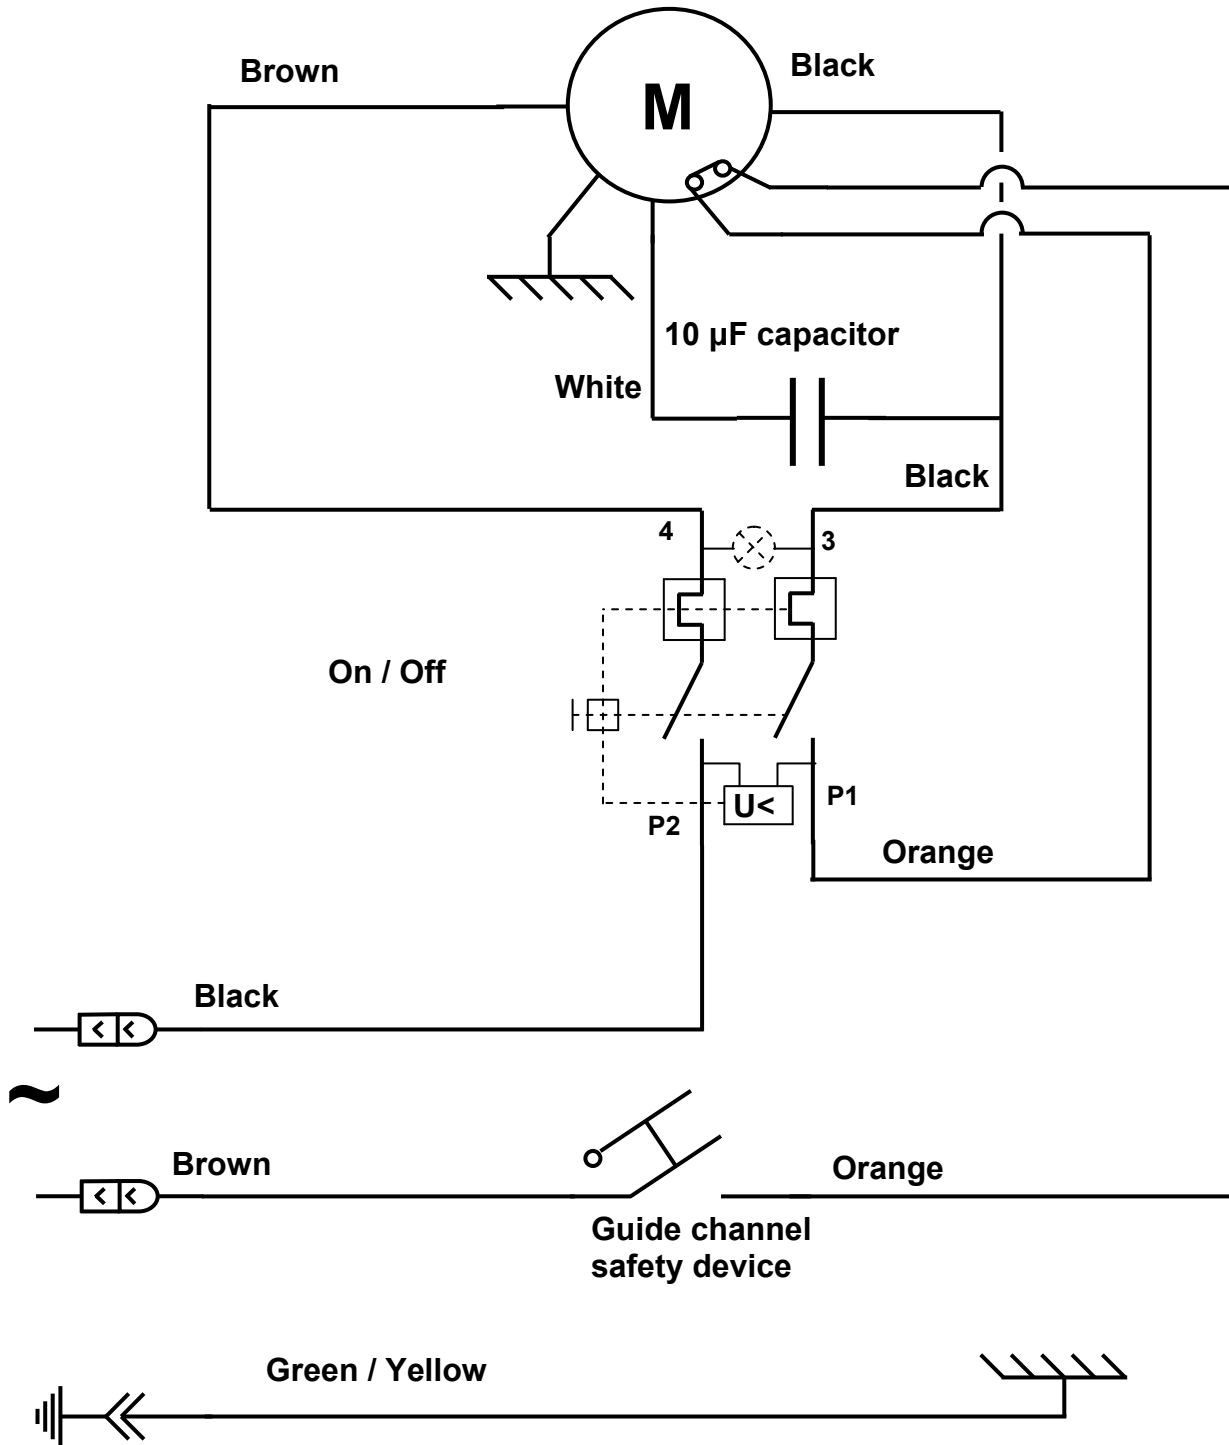 Brown
Black
M
10 µF capacitor
White
Black
4
3
On / Off
U<
P1
P2
Orange
Black
~
Brown
Orange
Guide channel
safety device
Green / Yellow